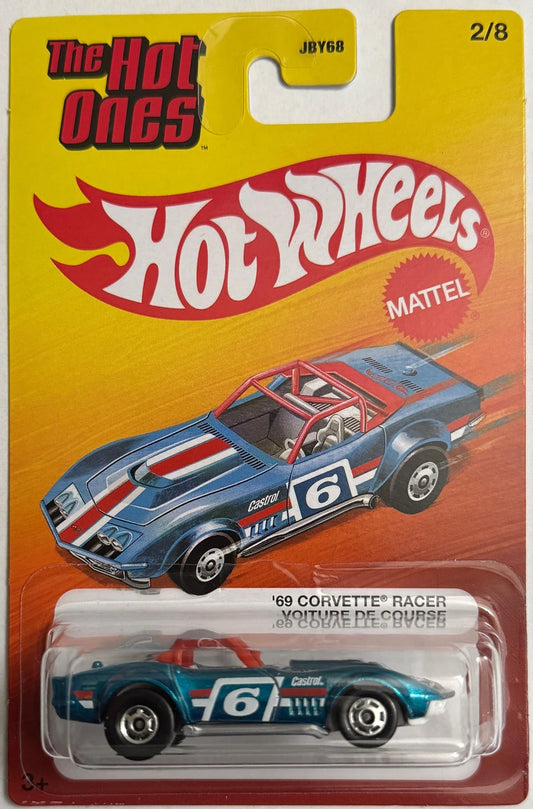 The Hot
Ones™
JBY68
2/8
Hot Wheels®
MATTEL
Castrol
6
'69 CORVETTE® RACER
VOITURE DE COURSE
Castrol
6
3+